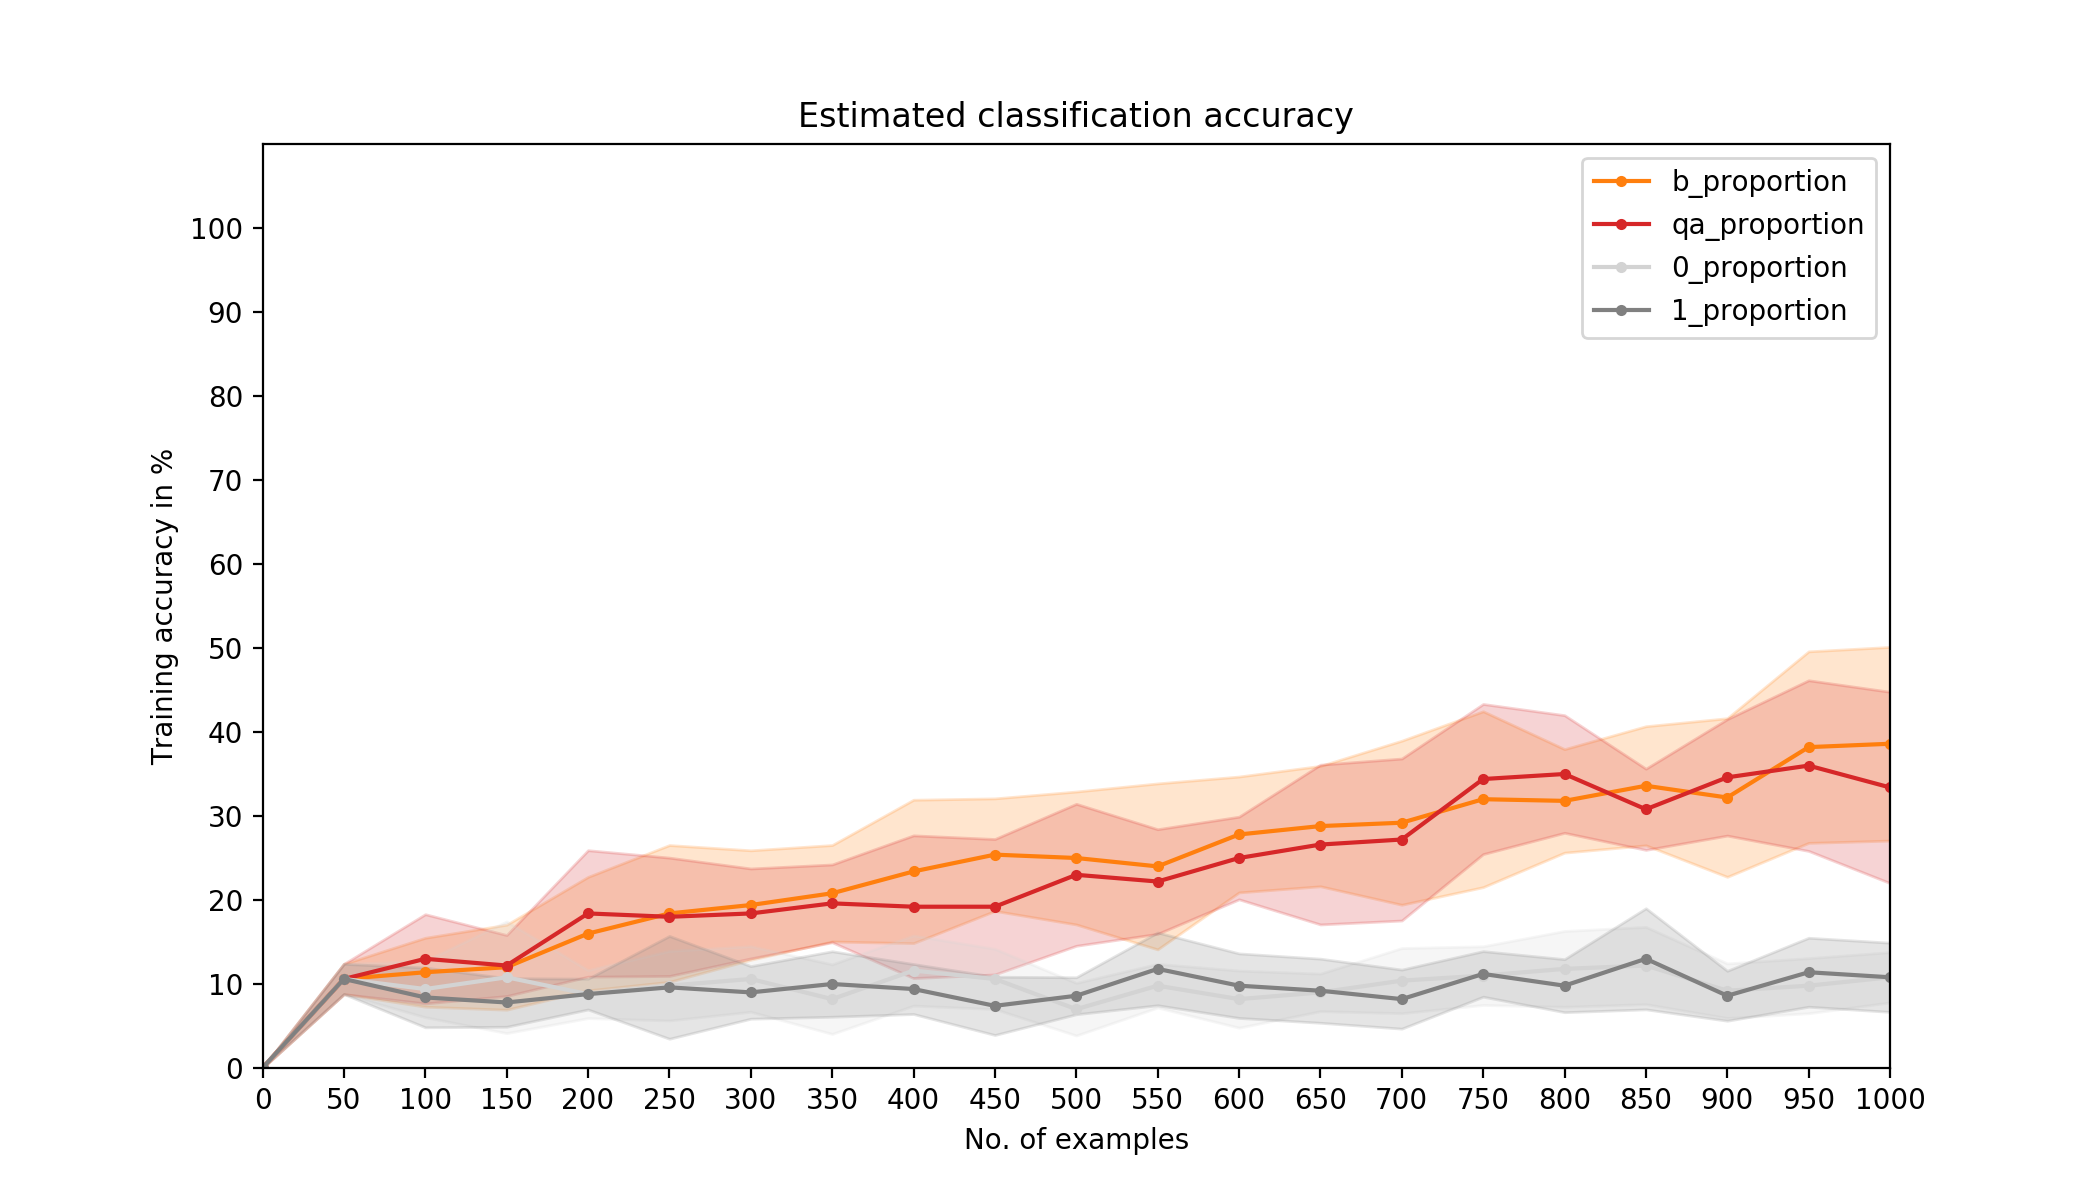 Estimated classification accuracy
b_proportion
qa_proportion
0_proportion
1_proportion
100
90
80
70
60
50
40
30
20
10
0
Training accuracy in %
0 50 100 150 200 250 300 350 400 450 500 550 600 650 700 750 800 850 900 950 1000
No. of examples